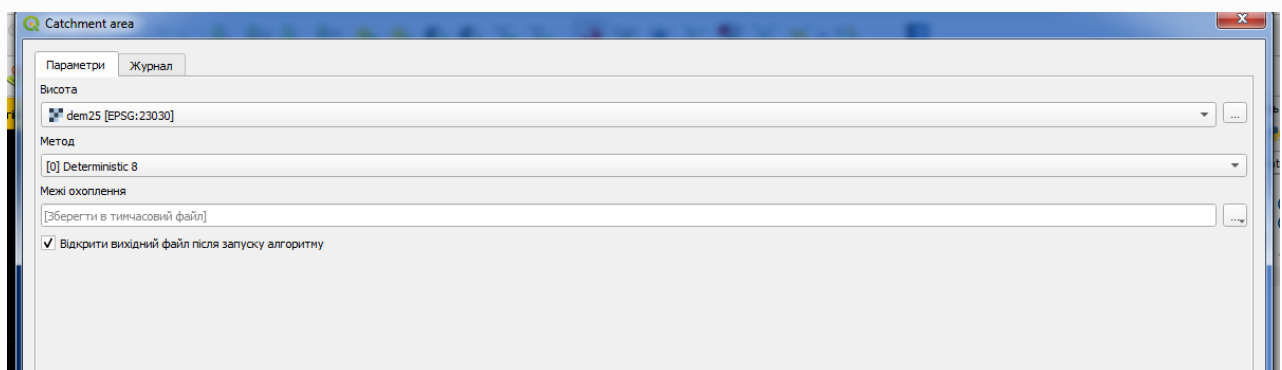 Catchment area
Параметри Журнал
Висота
dem25 [EPSG:23030]
...
Метод
[0] Deterministic 8
Межі охоплення
[Зберегти в тимчасовий файл]
...
Відкрити вихідний файл після запуску алгоритму